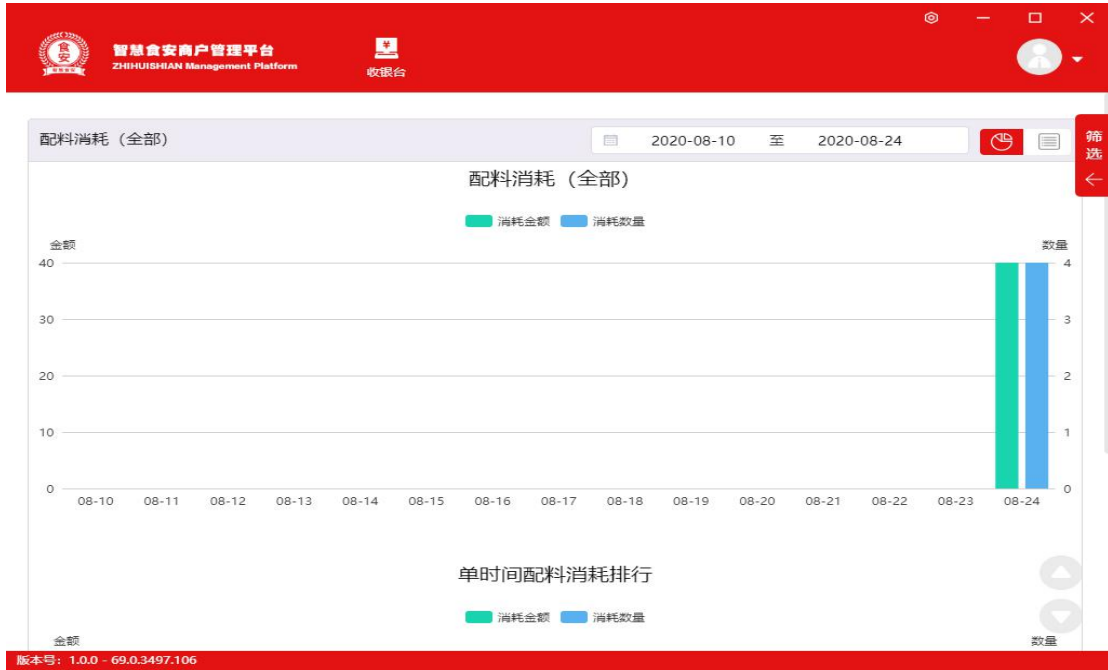 智慧食安商户管理平台
ZHIHUISHIAN Management Platform
食安
¥
收银台
配料消耗（全部）
2020-08-10 至 2020-08-24
筛选
配料消耗（全部）
消耗金额 消耗数量
金额 数量
40 4
30 3
20 2
10 1
0 0
08-10 08-11 08-12 08-13 08-14 08-15 08-16 08-17 08-18 08-19 08-20 08-21 08-22 08-23 08-24
单时间配料消耗排行
消耗金额 消耗数量
金额 数量
版本号：1.0.0 - 69.0.3497.106